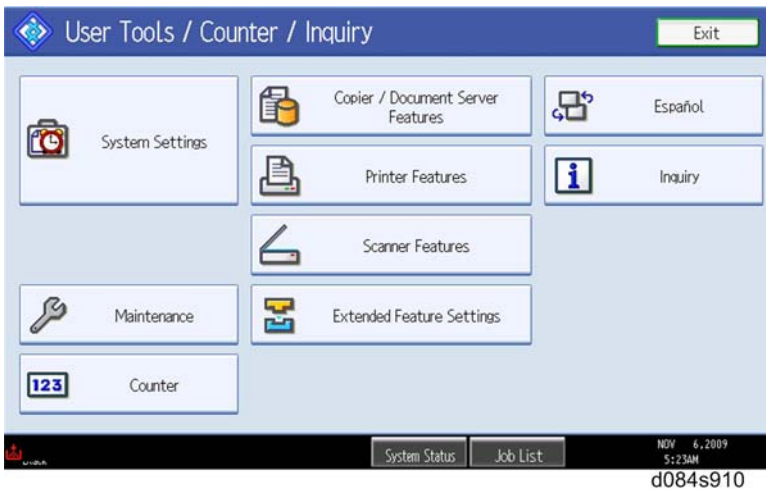 User Tools / Counter / Inquiry
Exit
System Settings
Copier / Document Server
Features
Español
Printer Features
Inquiry
Scanner Features
Maintenance
Extended Feature Settings
123
Counter
System Status
Job List
NOV 6,2009
5:23AM
d084s910